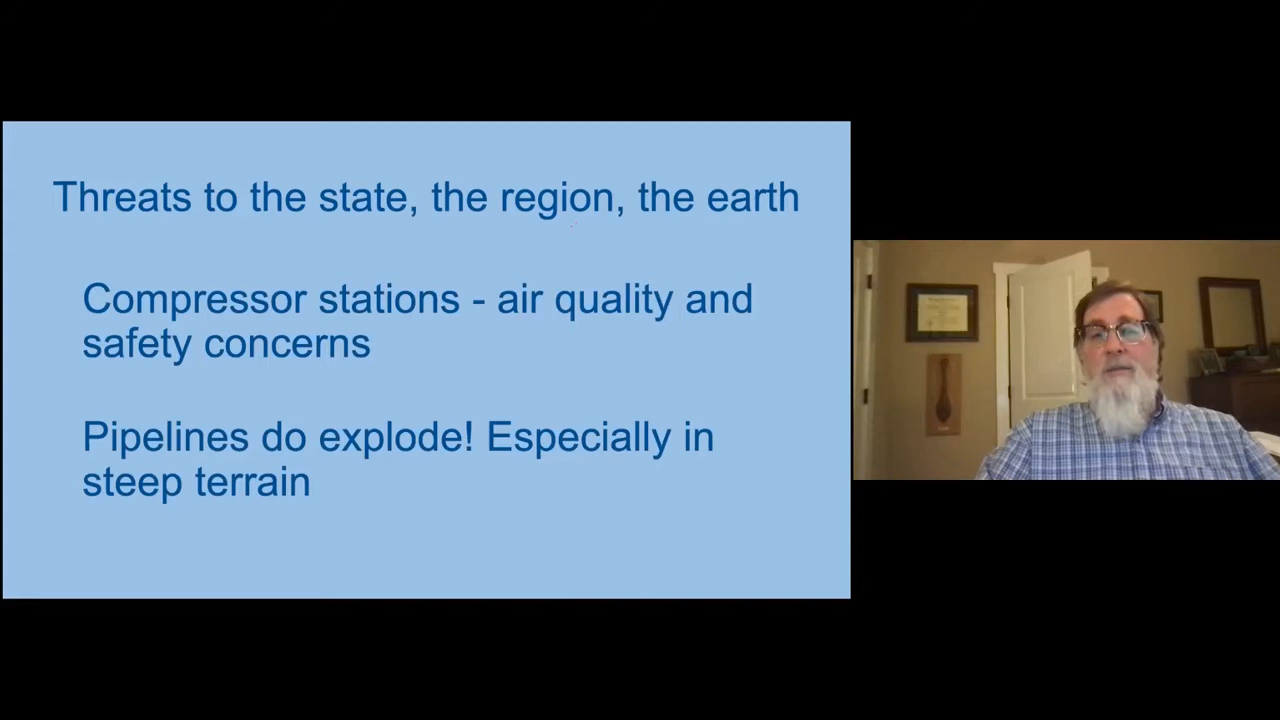 Threats to the state, the region, the earth
Compressor stations - air quality and
safety concerns
Pipelines do explode! Especially in
steep terrain